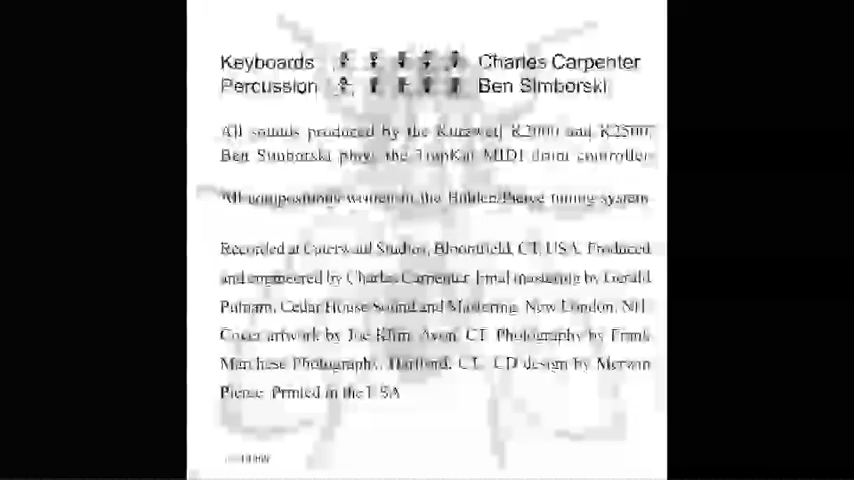 Keyboards Charles Carpenter
Percussion Ben Simborski
All sounds produced by the Kurzweil K2000 and K2500.
Ben Simborski plays the TrapKat MIDI drum controller
All compositions written in the Bohlen/Pierce tuning system
Recorded at Caterwaul Studios, Bloomfield, CT, USA. Produced
and engineered by Charles Carpenter. Final mastering by Gerald
Putnam, Cedar House Sound and Mastering, New London, NH.
Cover artwork by Joe Klim, Avon, CT. Photography by Frank
Marchese Photography, Hartford, CT. CD design by Merwin
Pierce. Printed in the USA